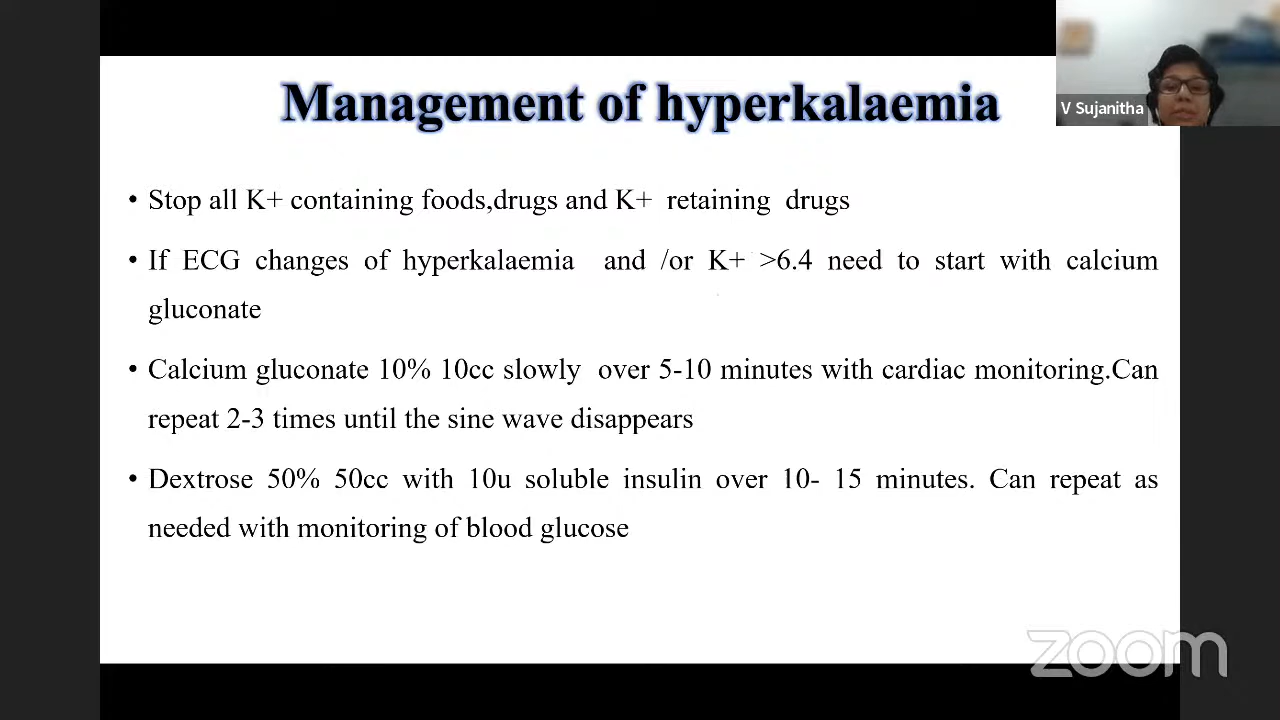 Management of hyperkalaemia
V Sujanitha
• Stop all K+ containing foods,drugs and K+ retaining drugs
• If ECG changes of hyperkalaemia and /or K+ >6.4 need to start with calcium
gluconate
• Calcium gluconate 10% 10cc slowly over 5-10 minutes with cardiac monitoring.Can
repeat 2-3 times until the sine wave disappears
• Dextrose 50% 50cc with 10u soluble insulin over 10- 15 minutes. Can repeat as
needed with monitoring of blood glucose
zoom